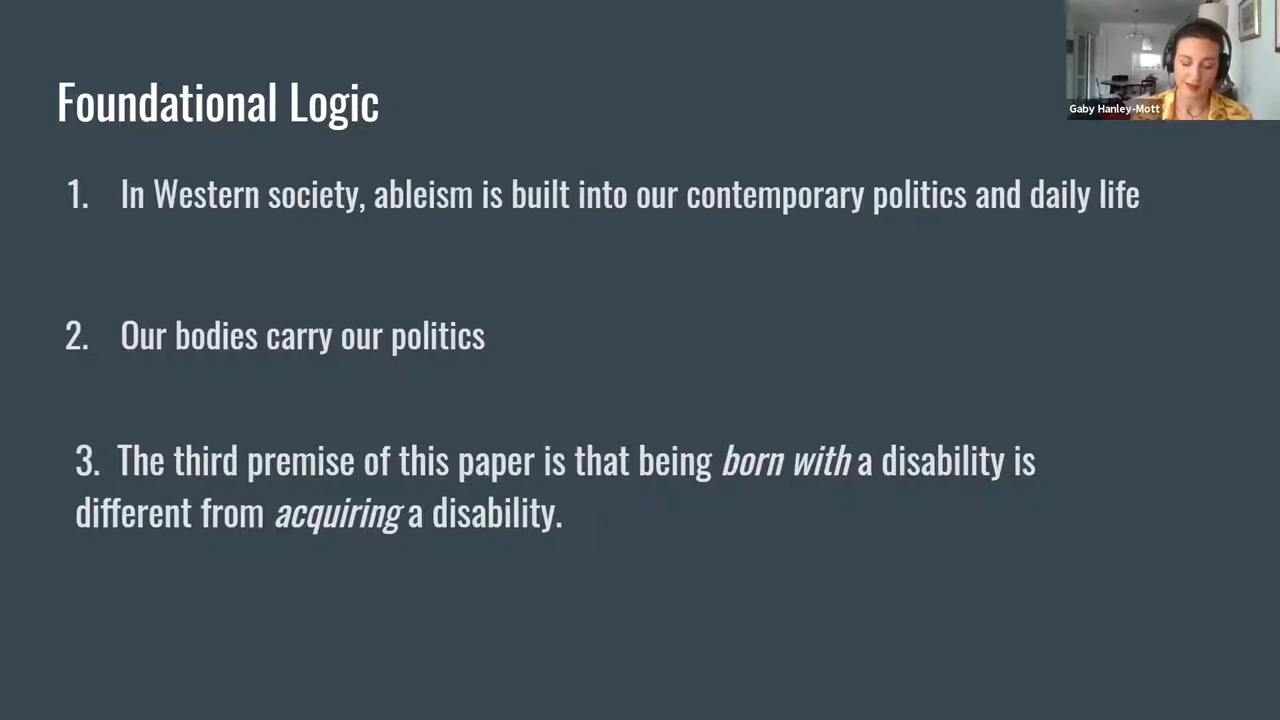 Foundational Logic
Gaby Hanley-Mott
1. In Western society, ableism is built into our contemporary politics and daily life
2. Our bodies carry our politics
3. The third premise of this paper is that being born with a disability is
different from acquiring a disability.